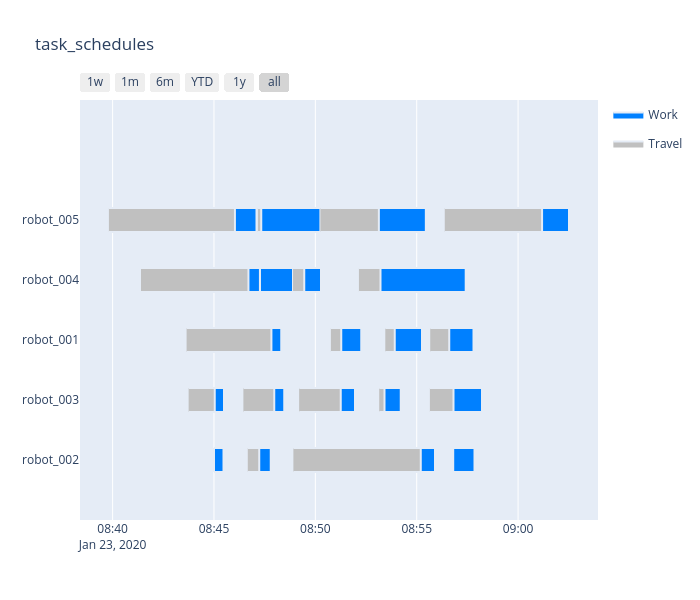 task_schedules
1w 1m 6m YTD 1y all
Work
Travel
robot_005
robot_004
robot_001
robot_003
robot_002
08:40 08:45 08:50 08:55 09:00
Jan 23, 2020